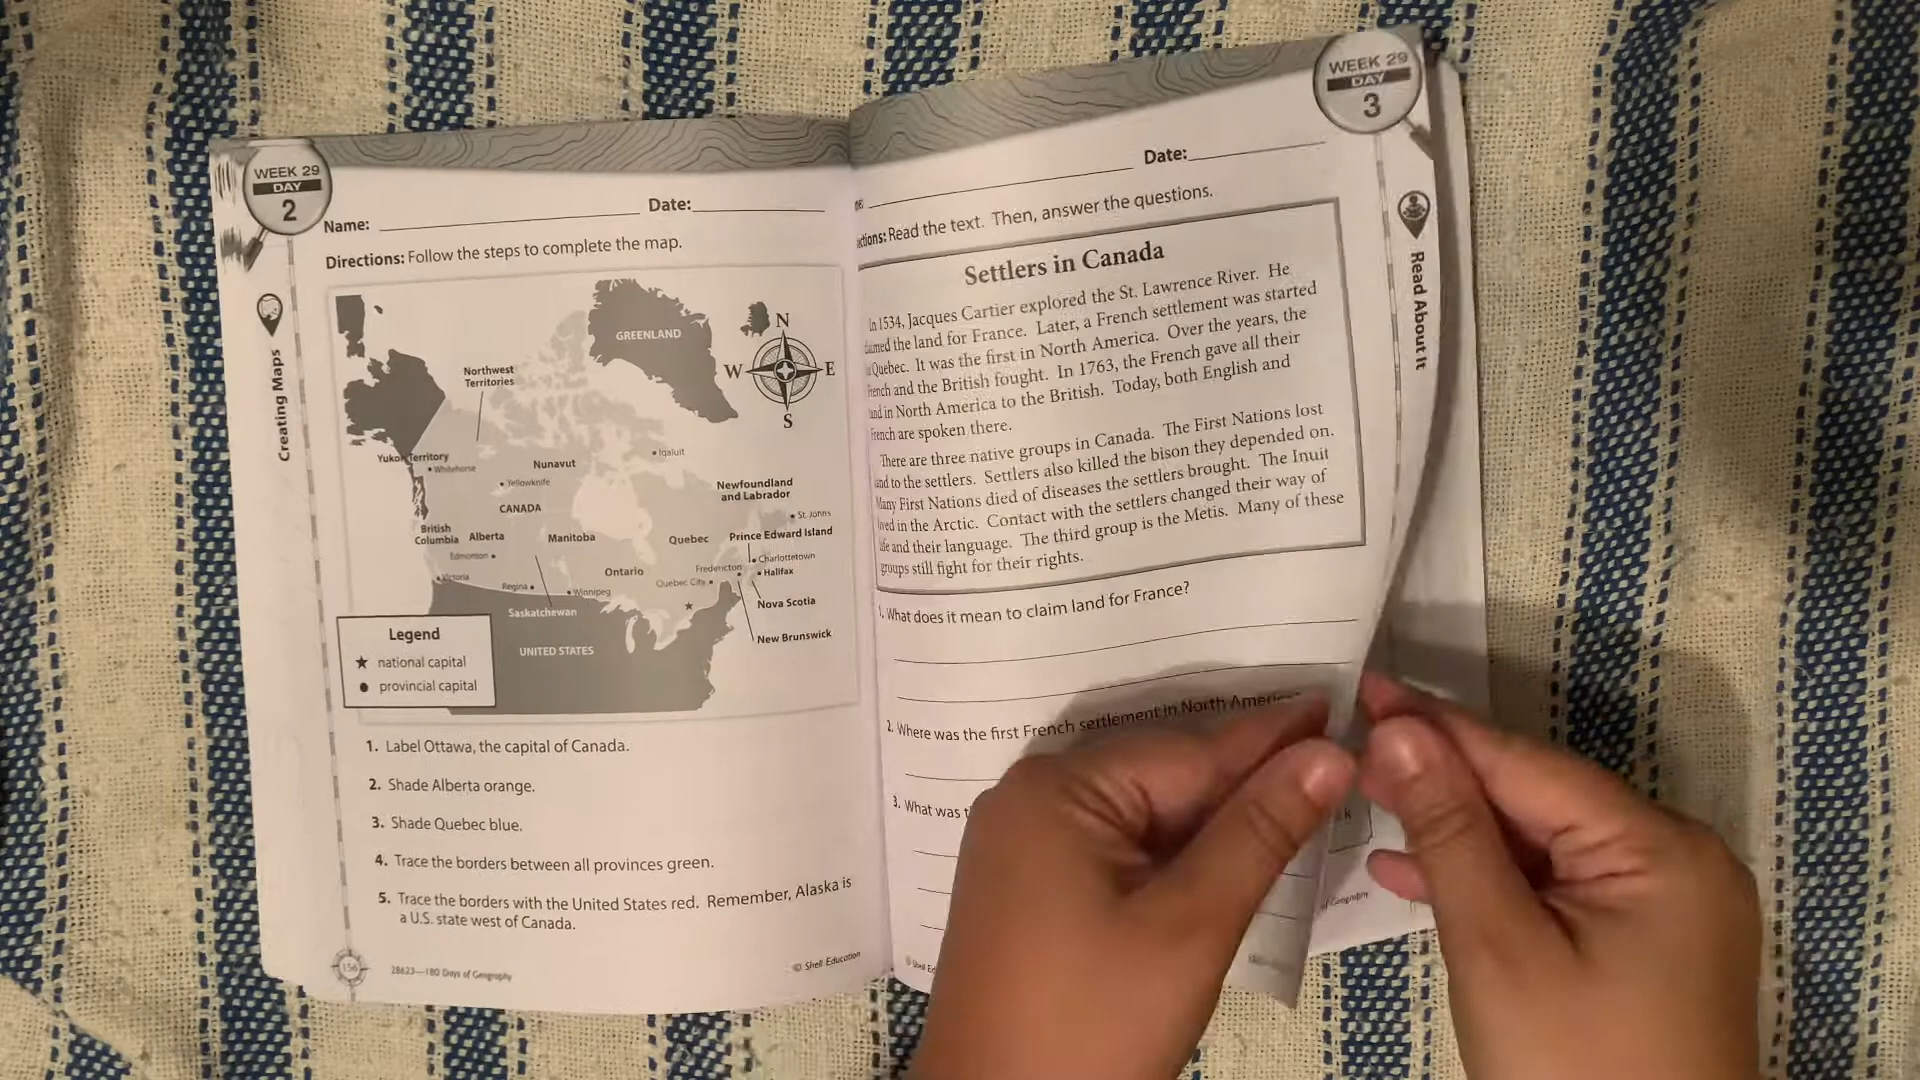 WEEK 29
DAY
2
Name:
Date:
Directions: Follow the steps to complete the map.
Creating Maps
GREENLAND
N
W
E
S
Northwest
Territories
Yukon Territory
Whitehorse
Nunavut
Iqaluit
Yellowknife
Newfoundland
and Labrador
CANADA
St. Johns
British
Columbia
Alberta
Manitoba
Quebec
Prince Edward Island
Edmonton
Charlottetown
Ontario
Fredericton
Halifax
Victoria
Regina
Winnipeg
Quebec City
Nova Scotia
Saskatchewan
New Brunswick
UNITED STATES
Legend
★ national capital
● provincial capital
1. Label Ottawa, the capital of Canada.
2. Shade Alberta orange.
3. Shade Quebec blue.
4. Trace the borders between all provinces green.
5. Trace the borders with the United States red. Remember, Alaska is
a U.S. state west of Canada.
156
28623—180 Days of Geography
© Shell Education
WEEK 29
DAY
3
Date:
Read the text. Then, answer the questions.
Read About It
Settlers in Canada
In 1534, Jacques Cartier explored the St. Lawrence River. He
the land for France. Later, a French settlement was started
Quebec. It was the first in North America. Over the years, the
French and the British fought. In 1763, the French gave all their
land in North America to the British. Today, both English and
French are spoken there.
There are three native groups in Canada. The First Nations lost
land to the settlers. Settlers also killed the bison they depended on.
Many First Nations died of diseases the settlers brought. The Inuit
lived in the Arctic. Contact with the settlers changed their way of
life and their language. The third group is the Metis. Many of these
groups still fight for their rights.
1. What does it mean to claim land for France?
2. Where was the first French settlement in North America?
3. What was
of Geography